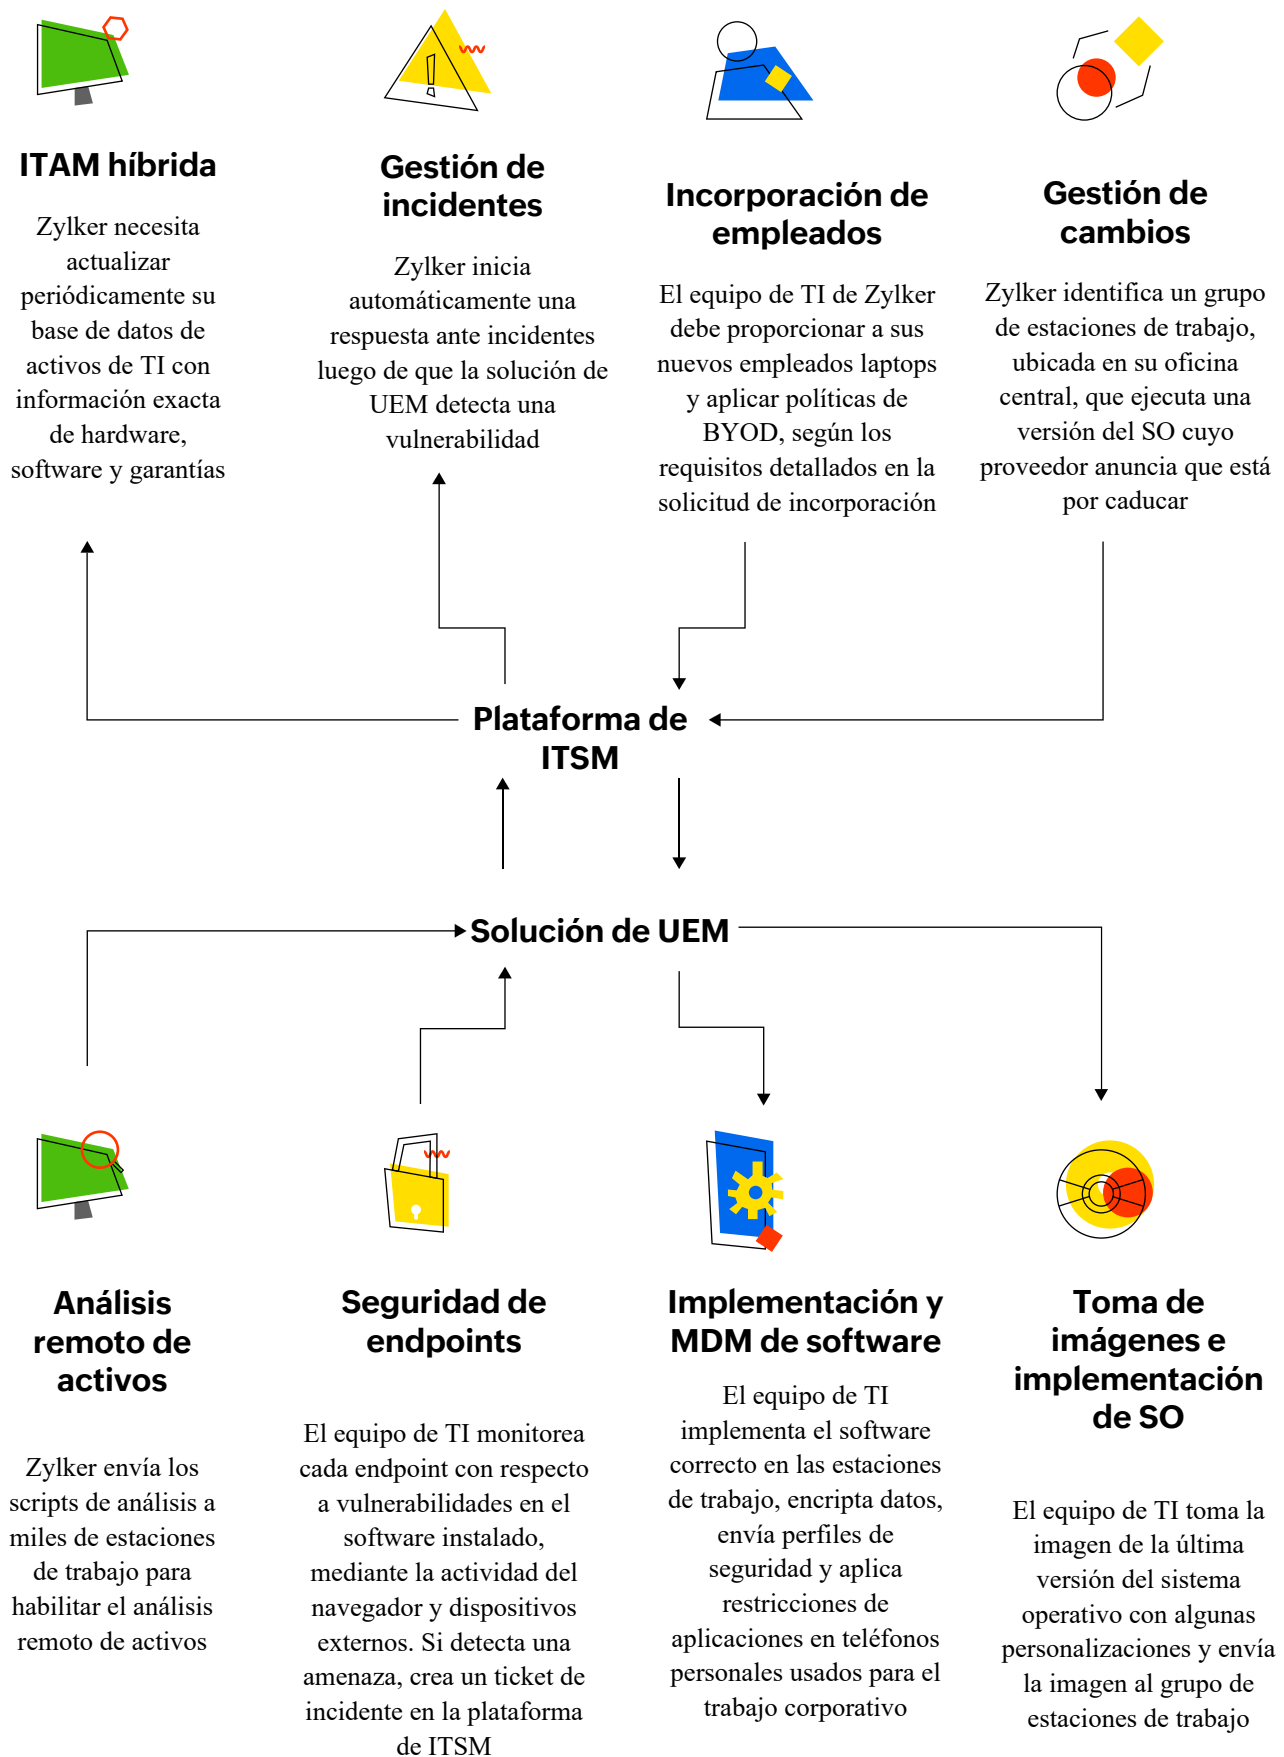 ITAM híbrida
Zylker necesita
actualizar
periódicamente su
base de datos de
activos de TI con
información exacta
de hardware,
software y garantías
Gestión de
incidentes
Zylker inicia
automáticamente una
respuesta ante incidentes
luego de que la solución de
UEM detecta una
vulnerabilidad
Incorporación de
empleados
El equipo de TI de Zylker
debe proporcionar a sus
nuevos empleados laptops
y aplicar políticas de
BYOD, según los
requisitos detallados en la
solicitud de incorporación
Gestión de
cambios
Zylker identifica un grupo
de estaciones de trabajo,
ubicada en su oficina
central, que ejecuta una
versión del SO cuyo
proveedor anuncia que está
por caducar
Plataforma de
ITSM
Solución de UEM
Análisis
remoto de
activos
Zylker envía los
scripts de análisis a
miles de estaciones
de trabajo para
habilitar el análisis
remoto de activos
Seguridad de
endpoints
El equipo de TI monitorea
cada endpoint con respecto
a vulnerabilidades en el
software instalado,
mediante la actividad del
navegador y dispositivos
externos. Si detecta una
amenaza, crea un ticket de
incidente en la plataforma
de ITSM
Implementación y
MDM de software
El equipo de TI
implementa el software
correcto en las estaciones
de trabajo, encripta datos,
envía perfiles de
seguridad y aplica
restricciones de
aplicaciones en teléfonos
personales usados para el
trabajo corporativo
Toma de
imágenes e
implementación
de SO
El equipo de TI toma la
imagen de la última
versión del sistema
operativo con algunas
personalizaciones y envía
la imagen al grupo de
estaciones de trabajo